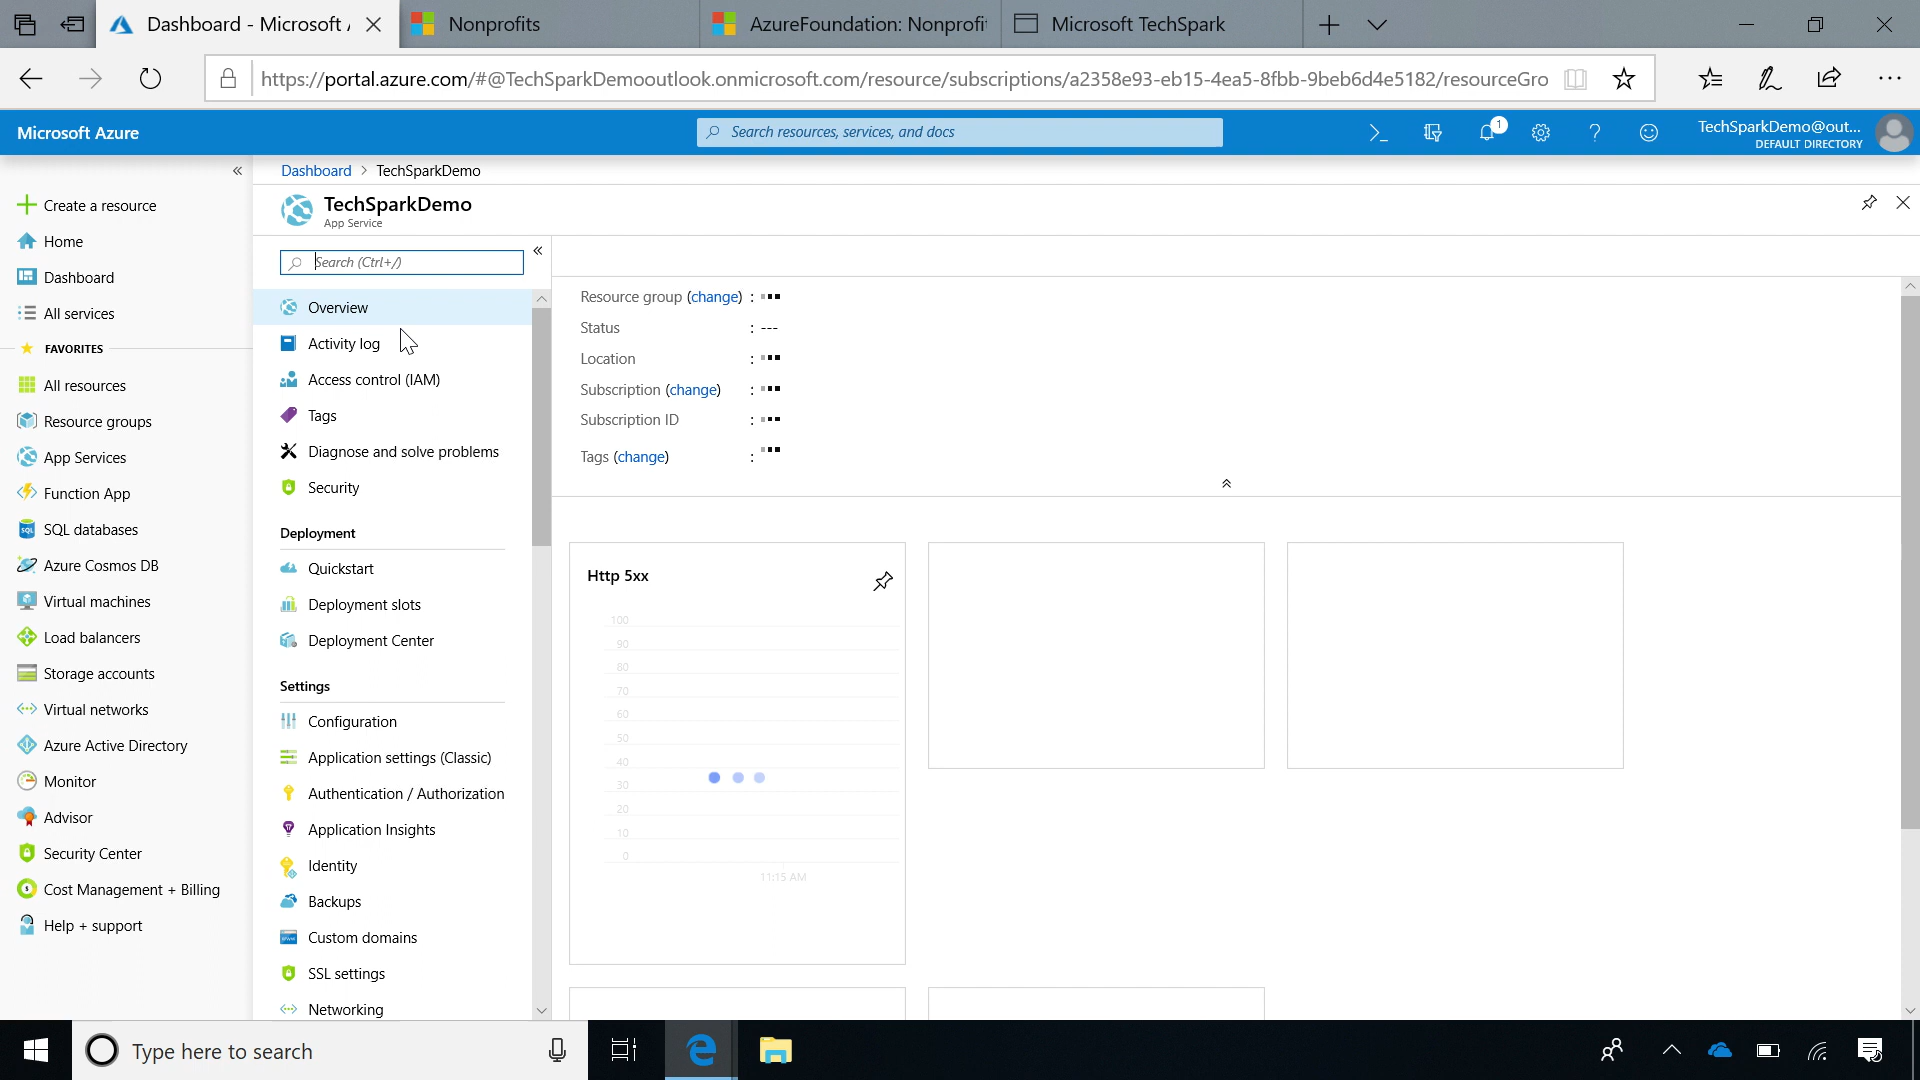 Dashboard - Microsoft A
Nonprofits
AzureFoundation: Nonprofi
Microsoft TechSpark
https://portal.azure.com/#@TechSparkDemooutlook.onmicrosoft.com/resource/subscriptions/a2358e93-eb15-4ea5-8fbb-9beb6d4e5182/resourceGro
Microsoft Azure
Search resources, services, and docs
1
TechSparkDemo@out...
DEFAULT DIRECTORY
Dashboard > TechSparkDemo
TechSparkDemo
App Service
Create a resource
Home
Dashboard
All services
FAVORITES
All resources
Resource groups
App Services
Function App
SQL databases
Azure Cosmos DB
Virtual machines
Load balancers
Storage accounts
Virtual networks
Azure Active Directory
Monitor
Advisor
Security Center
Cost Management + Billing
Help + support
Search (Ctrl+/)
Overview
Activity log
Access control (IAM)
Tags
Diagnose and solve problems
Security
Deployment
Quickstart
Deployment slots
Deployment Center
Settings
Configuration
Application settings (Classic)
Authentication / Authorization
Application Insights
Identity
Backups
Custom domains
SSL settings
Networking
Resource group (change) :
Status : ---
Location :
Subscription (change) :
Subscription ID :
Tags (change) :
Http 5xx
100
90
80
70
60
50
40
30
20
10
0
11:15 AM
Type here to search